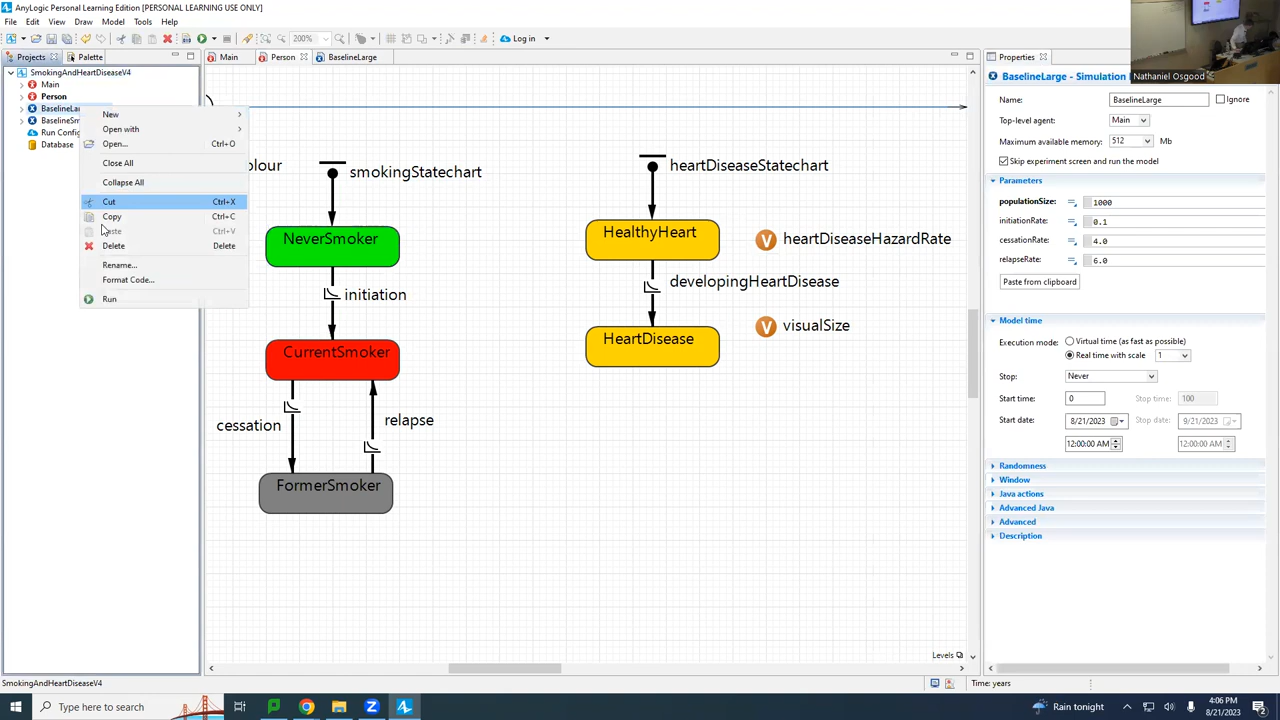 AnyLogic Personal Learning Edition [PERSONAL LEARNING USE ONLY]
File Edit View Draw Model Tools Help
200%
Log in
Projects
Palette
Main
Person
BaselineLarge
Properties
SmokingAndHeartDiseaseV4
Main
Person
BaselineLar
BaselineSm
Run Config
Database
New
Open with
Open... Ctrl+O
Close All
Collapse All
Cut Ctrl+X
Copy Ctrl+C
Ctrl+V
Delete Delete
Rename...
Format Code...
Run
olour
smokingStatechart
NeverSmoker
initiation
CurrentSmoker
cessation
relapse
FormerSmoker
heartDiseaseStatechart
HealthyHeart
heartDiseaseHazardRate
developingHeartDisease
visualSize
HeartDisease
V
V
Levels
Nathaniel Osgood
BaselineLarge - Simulation
Name: BaselineLarge Ignore
Top-level agent: Main
Maximum available memory: 512 Mb
Skip experiment screen and run the model
Parameters
populationSize: 1000
initiationRate: 0.1
cessationRate: 4.0
relapseRate: 6.0
Paste from clipboard
Model time
Execution mode: Virtual time (as fast as possible)
Real time with scale 1
Stop: Never
Start time: 0 Stop time: 100
Start date: 8/21/2023 Stop date: 9/21/2023
12:00:00 AM 12:00:00 AM
Randomness
Window
Java actions
Advanced Java
Advanced
Description
SmokingAndHeartDiseaseV4
Time: years
Type here to search
Rain tonight
4:06 PM
8/21/2023